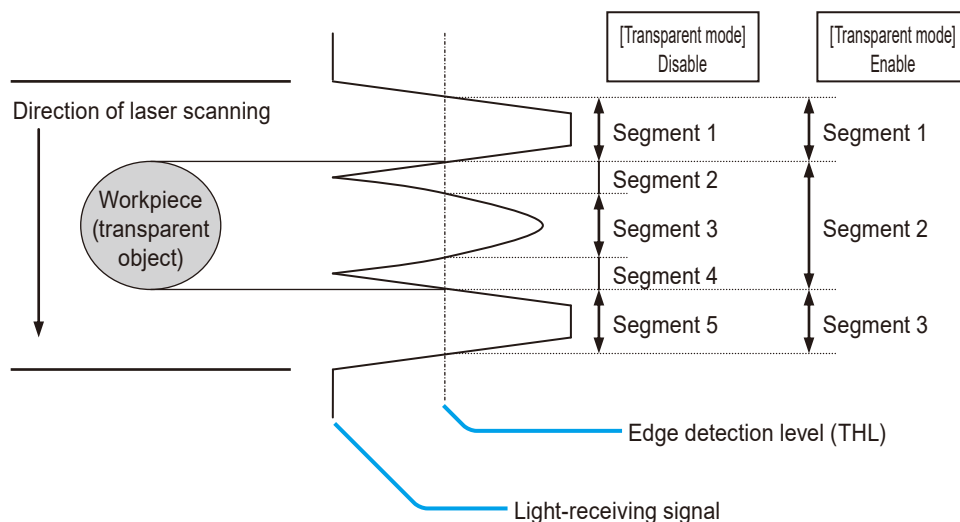 [Transparent mode]
Disable
[Transparent mode]
Enable
Direction of laser scanning
Workpiece
(transparent
object)
Segment 1
Segment 2
Segment 3
Segment 4
Segment 5
Segment 1
Segment 2
Segment 3
Edge detection level (THL)
Light-receiving signal